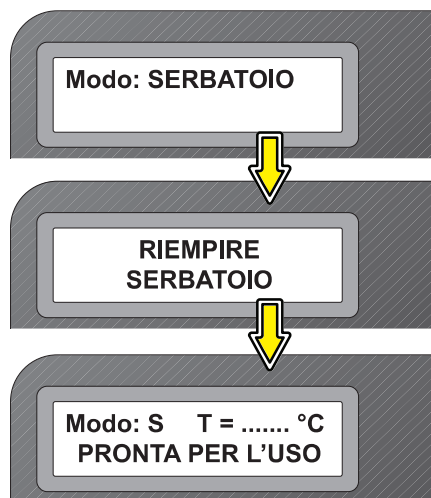 Modo: SERBATOIO
RIEMPIRE
SERBATOIO
Modo: S T = ....... °C
PRONTA PER L'USO